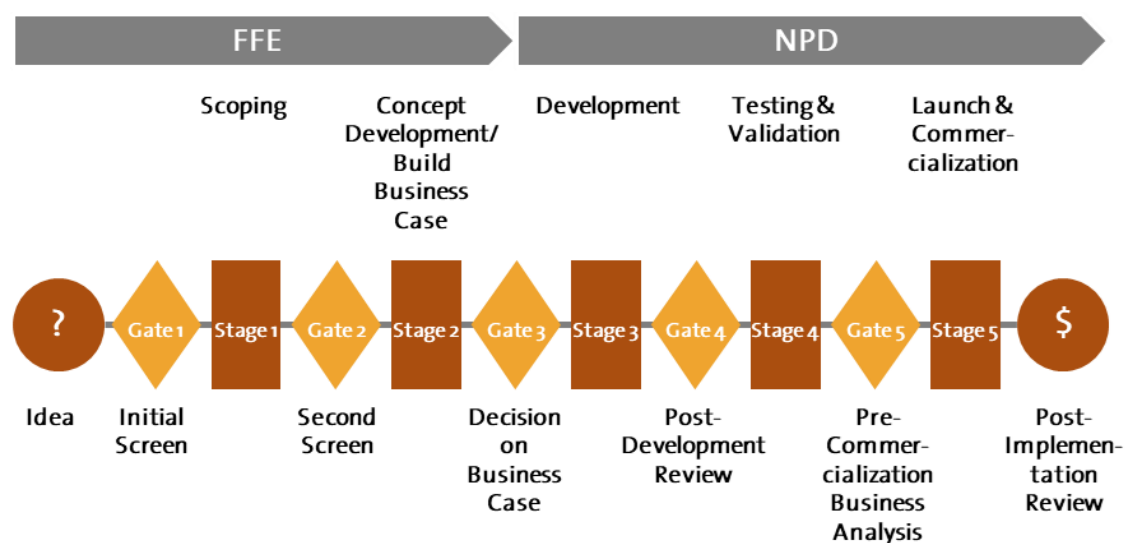 FFE
NPD
Scoping
Concept
Development/
Build
Business
Case
Development
Testing &
Validation
Launch &
Commer-
cialization
?
Gate 1
Stage 1
Gate 2
Stage 2
Gate 3
Stage 3
Gate 4
Stage 4
Gate 5
Stage 5
$
Idea
Initial
Screen
Second
Screen
Decision
on
Business
Case
Post-
Development
Review
Pre-
Commer-
cialization
Business
Analysis
Post-
Implemen-
tation
Review